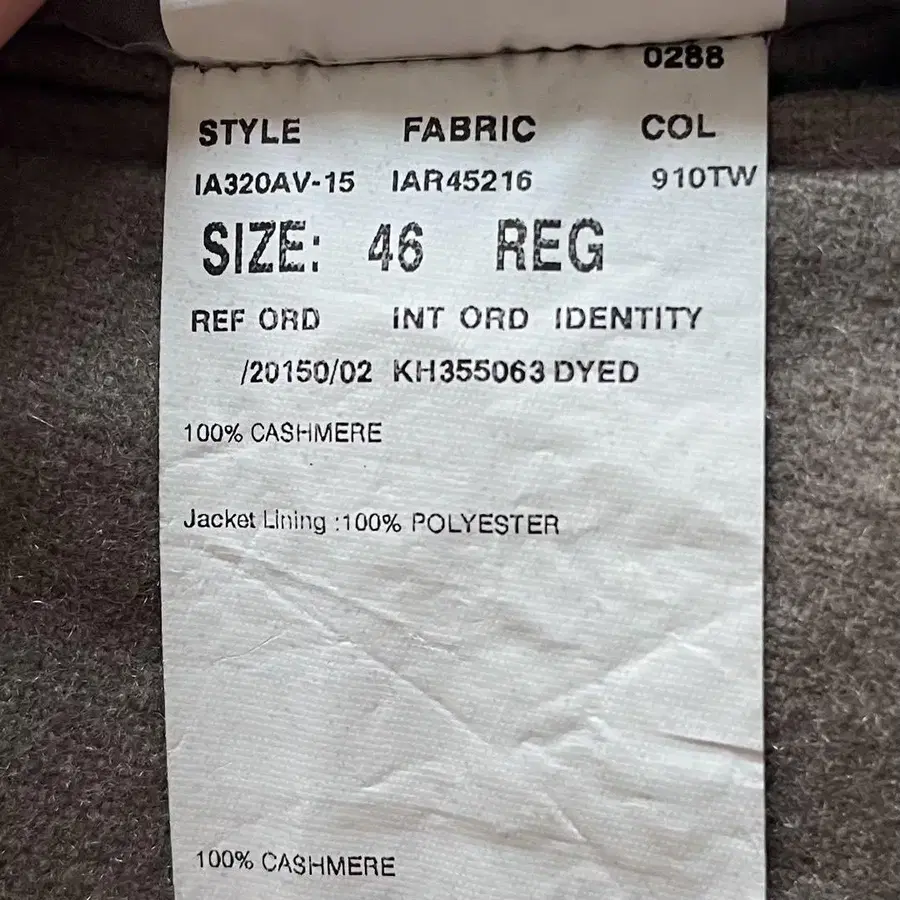 0288
STYLE FABRIC COL
IA320AV-15 IAR45216 910TW
SIZE: 46 REG
REF ORD INT ORD IDENTITY
/20150/02 KH355063 DYED
100% CASHMERE
Jacket Lining :100% POLYESTER
100% CASHMERE